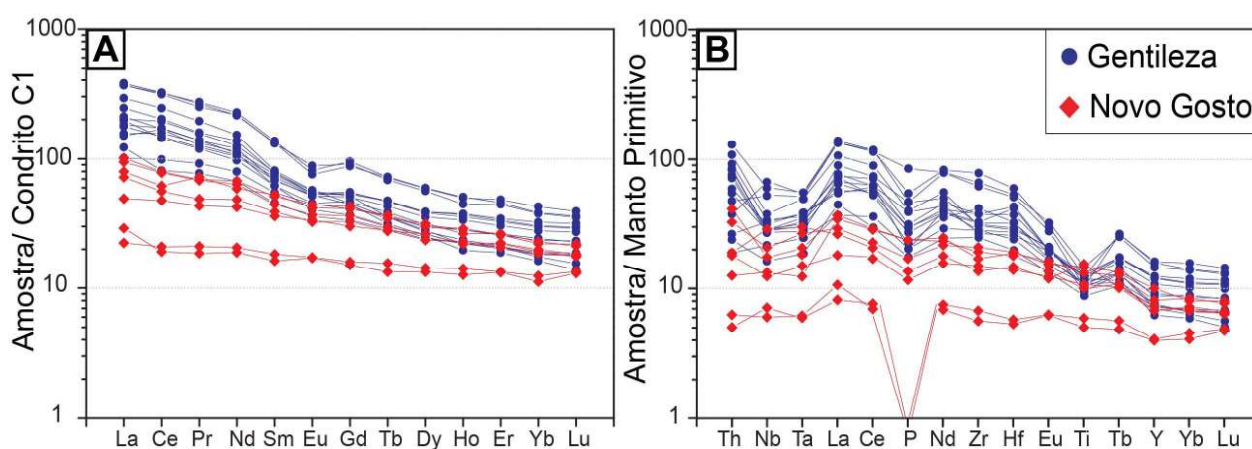 A
B
Amostra/ Condrito C1
1000
100
10
1
La Ce Pr Nd Sm Eu Gd Tb Dy Ho Er Yb Lu
Amostra/ Manto Primitivo
1000
100
10
1
Th Nb Ta La Ce P Nd Zr Hf Eu Ti Tb Y Yb Lu
Gentileza
Novo Gosto